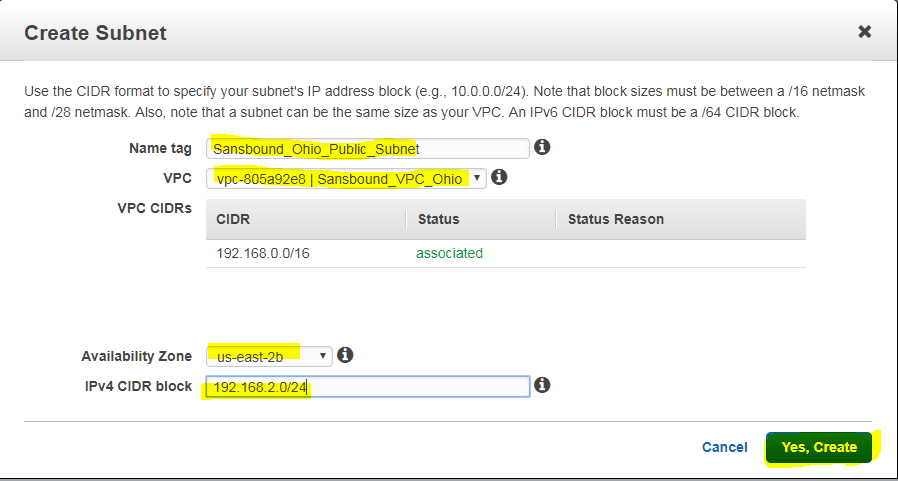 Create Subnet
Use the CIDR format to specify your subnet's IP address block (e.g., 10.0.0.0/24). Note that block sizes must be between a /16 netmask
and /28 netmask. Also, note that a subnet can be the same size as your VPC. An IPv6 CIDR block must be a /64 CIDR block.
Name tag Sansbound_Ohio_Public_Subnet
VPC vpc-805a92e8 | Sansbound_VPC_Ohio
VPC CIDRs
CIDR Status Status Reason
192.168.0.0/16 associated
Availability Zone us-east-2b
IPv4 CIDR block 192.168.2.0/24
Cancel Yes, Create